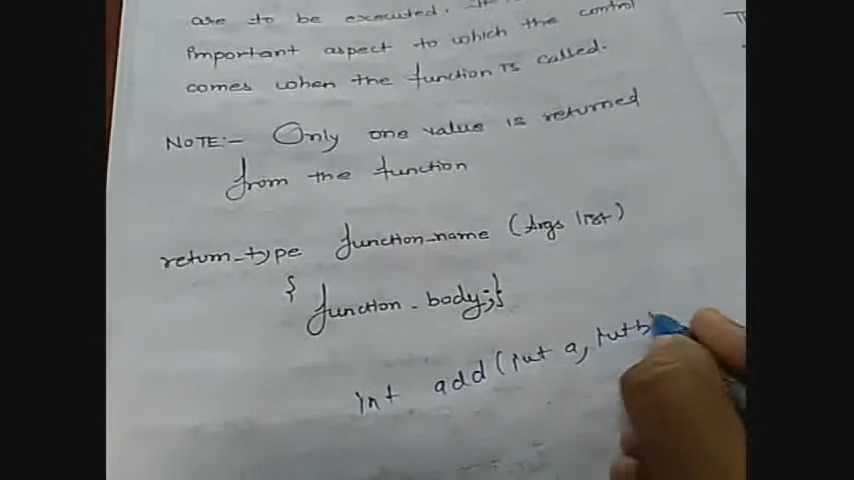 are to be executed. It
important aspect to which the control
comes when the function is called.
NOTE:- Only one value is returned
from the function
return_type function_name (Args list)
{
function_body;}
int add(int a, int b